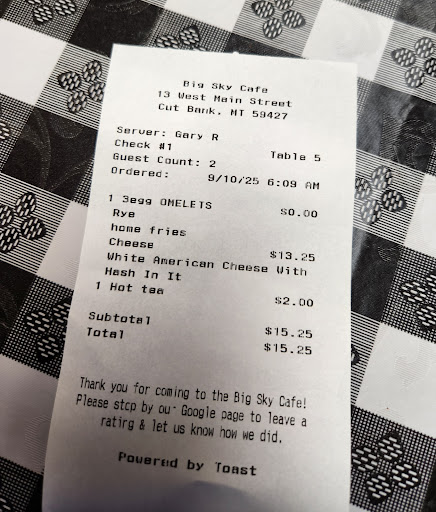 Big Sky Cafe
13 West Main Street
Cut Bank, MT 59427
Server: Gary R
Check #1 Table 5
Guest Count: 2
Ordered: 9/10/25 6:09 AM
1 3egg OMELETS $0.00
Rye
home fries
Cheese $13.25
White American Cheese With
Hash In It
1 Hot tea $2.00
Subtotal $15.25
Total $15.25
Thank you for coming to the Big Sky Cafe!
Please stop by our Google page to leave a
rating & let us know how we did.
Powered by Toast